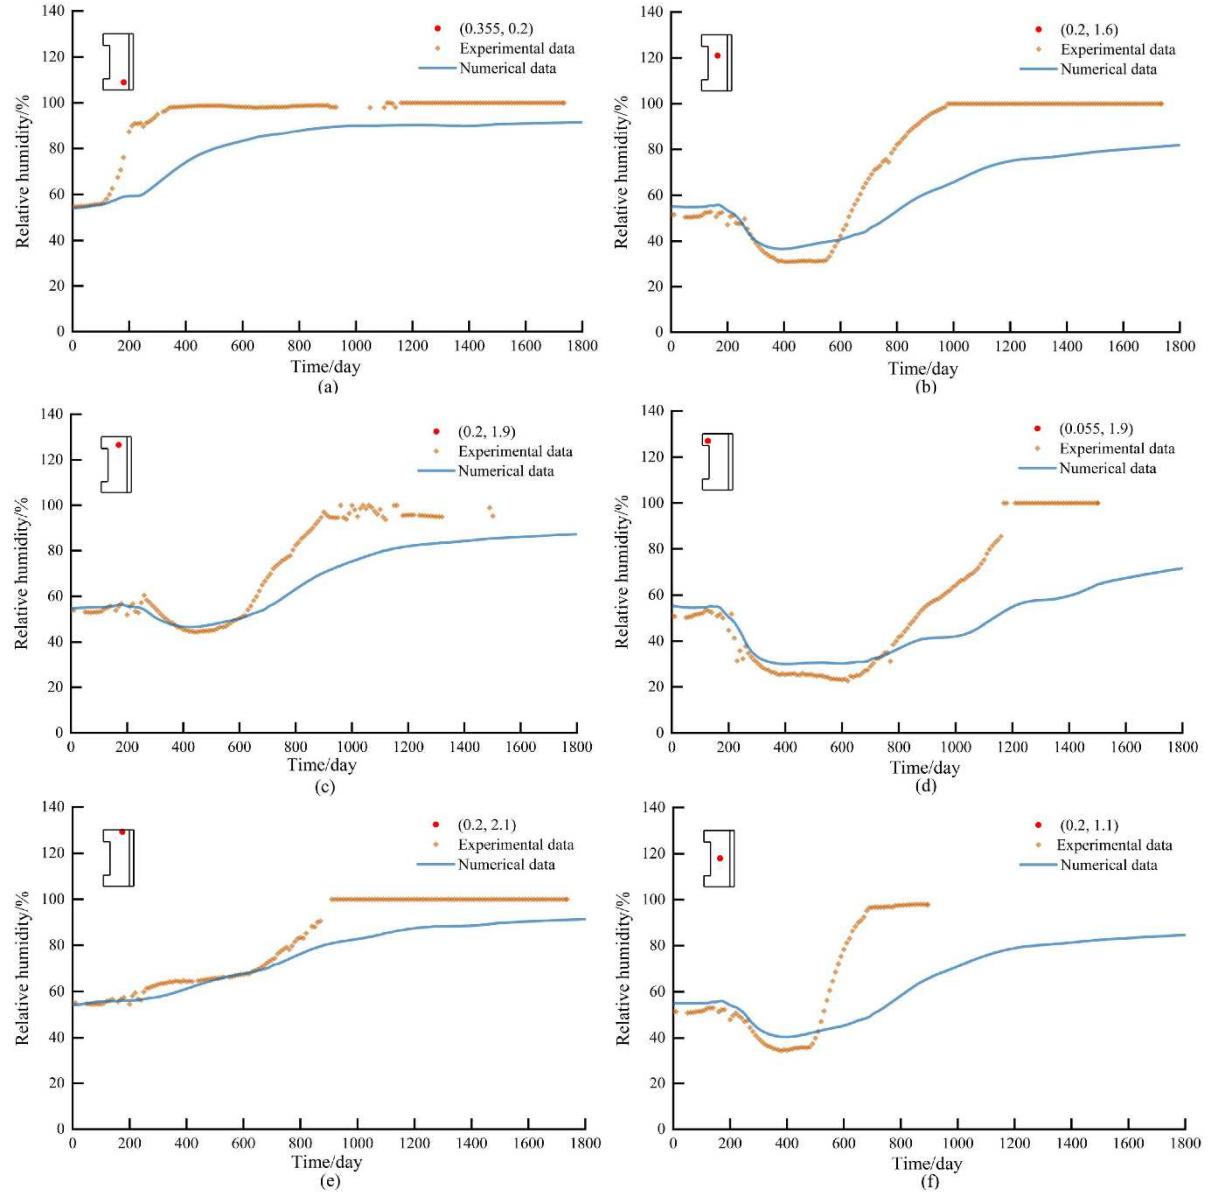 140
120
100
80
60
40
20
0
Relative humidity/%
(0.355, 0.2)
Experimental data
Numerical data
0 200 400 600 800 1000 1200 1400 1600 1800
Time/day
(a)
140
120
100
80
60
40
20
0
Relative humidity/%
(0.2, 1.6)
Experimental data
Numerical data
0 200 400 600 800 1000 1200 1400 1600 1800
Time/day
(b)
140
120
100
80
60
40
20
0
Relative humidity/%
(0.2, 1.9)
Experimental data
Numerical data
0 200 400 600 800 1000 1200 1400 1600 1800
Time/day
(c)
140
120
100
80
60
40
20
0
Relative humidity/%
(0.055, 1.9)
Experimental data
Numerical data
0 200 400 600 800 1000 1200 1400 1600 1800
Time/day
(d)
140
120
100
80
60
40
20
0
Relative humidity/%
(0.2, 2.1)
Experimental data
Numerical data
0 200 400 600 800 1000 1200 1400 1600 1800
Time/day
(e)
140
120
100
80
60
40
20
0
Relative humidity/%
(0.2, 1.1)
Experimental data
Numerical data
0 200 400 600 800 1000 1200 1400 1600 1800
Time/day
(f)